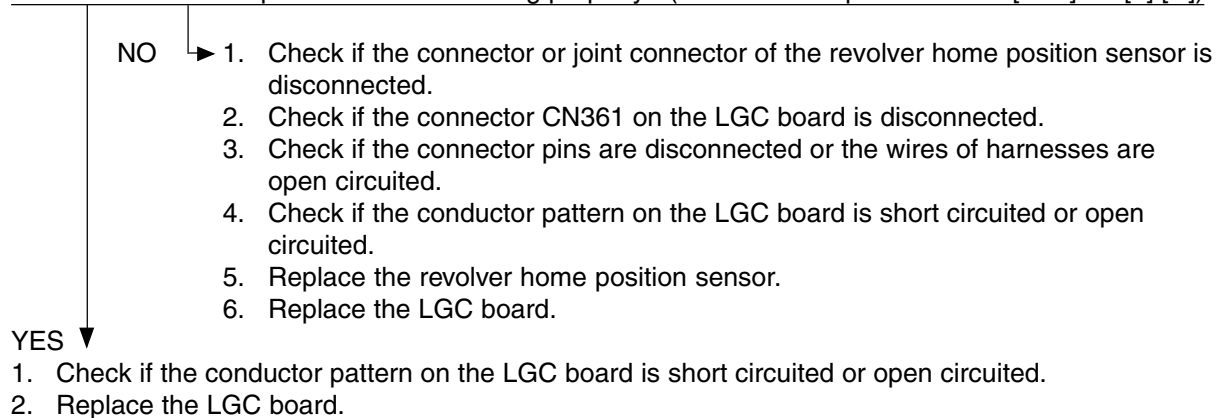 NO 1. Check if the connector or joint connector of the revolver home position sensor is
disconnected.
2. Check if the connector CN361 on the LGC board is disconnected.
3. Check if the connector pins are disconnected or the wires of harnesses are
open circuited.
4. Check if the conductor pattern on the LGC board is short circuited or open
circuited.
5. Replace the revolver home position sensor.
6. Replace the LGC board.
YES
1. Check if the conductor pattern on the LGC board is short circuited or open circuited.
2. Replace the LGC board.